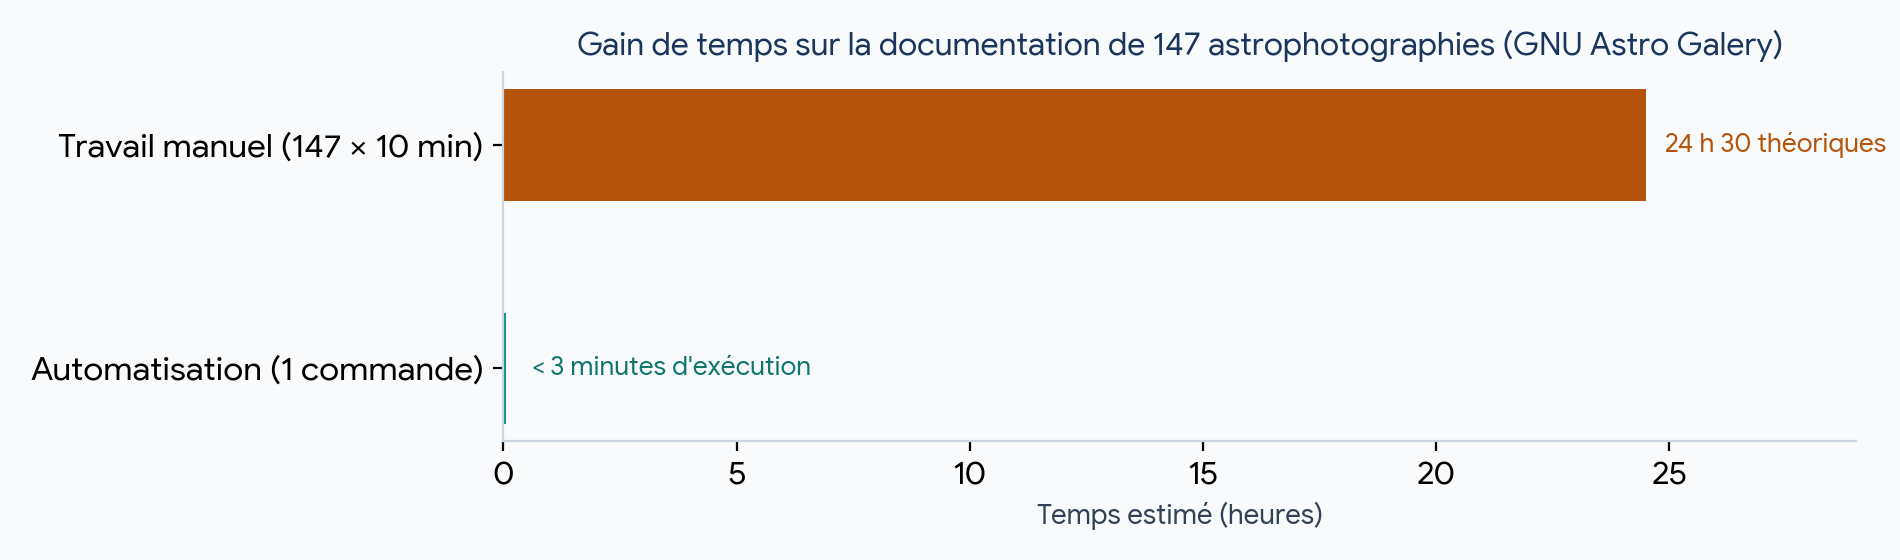 Gain de temps sur la documentation de 147 astrophotographies (GNU Astro Galery)
Travail manuel (147 × 10 min)
24 h 30 théoriques
Automatisation (1 commande)
< 3 minutes d'exécution
0 5 10 15 20 25
Temps estimé (heures)